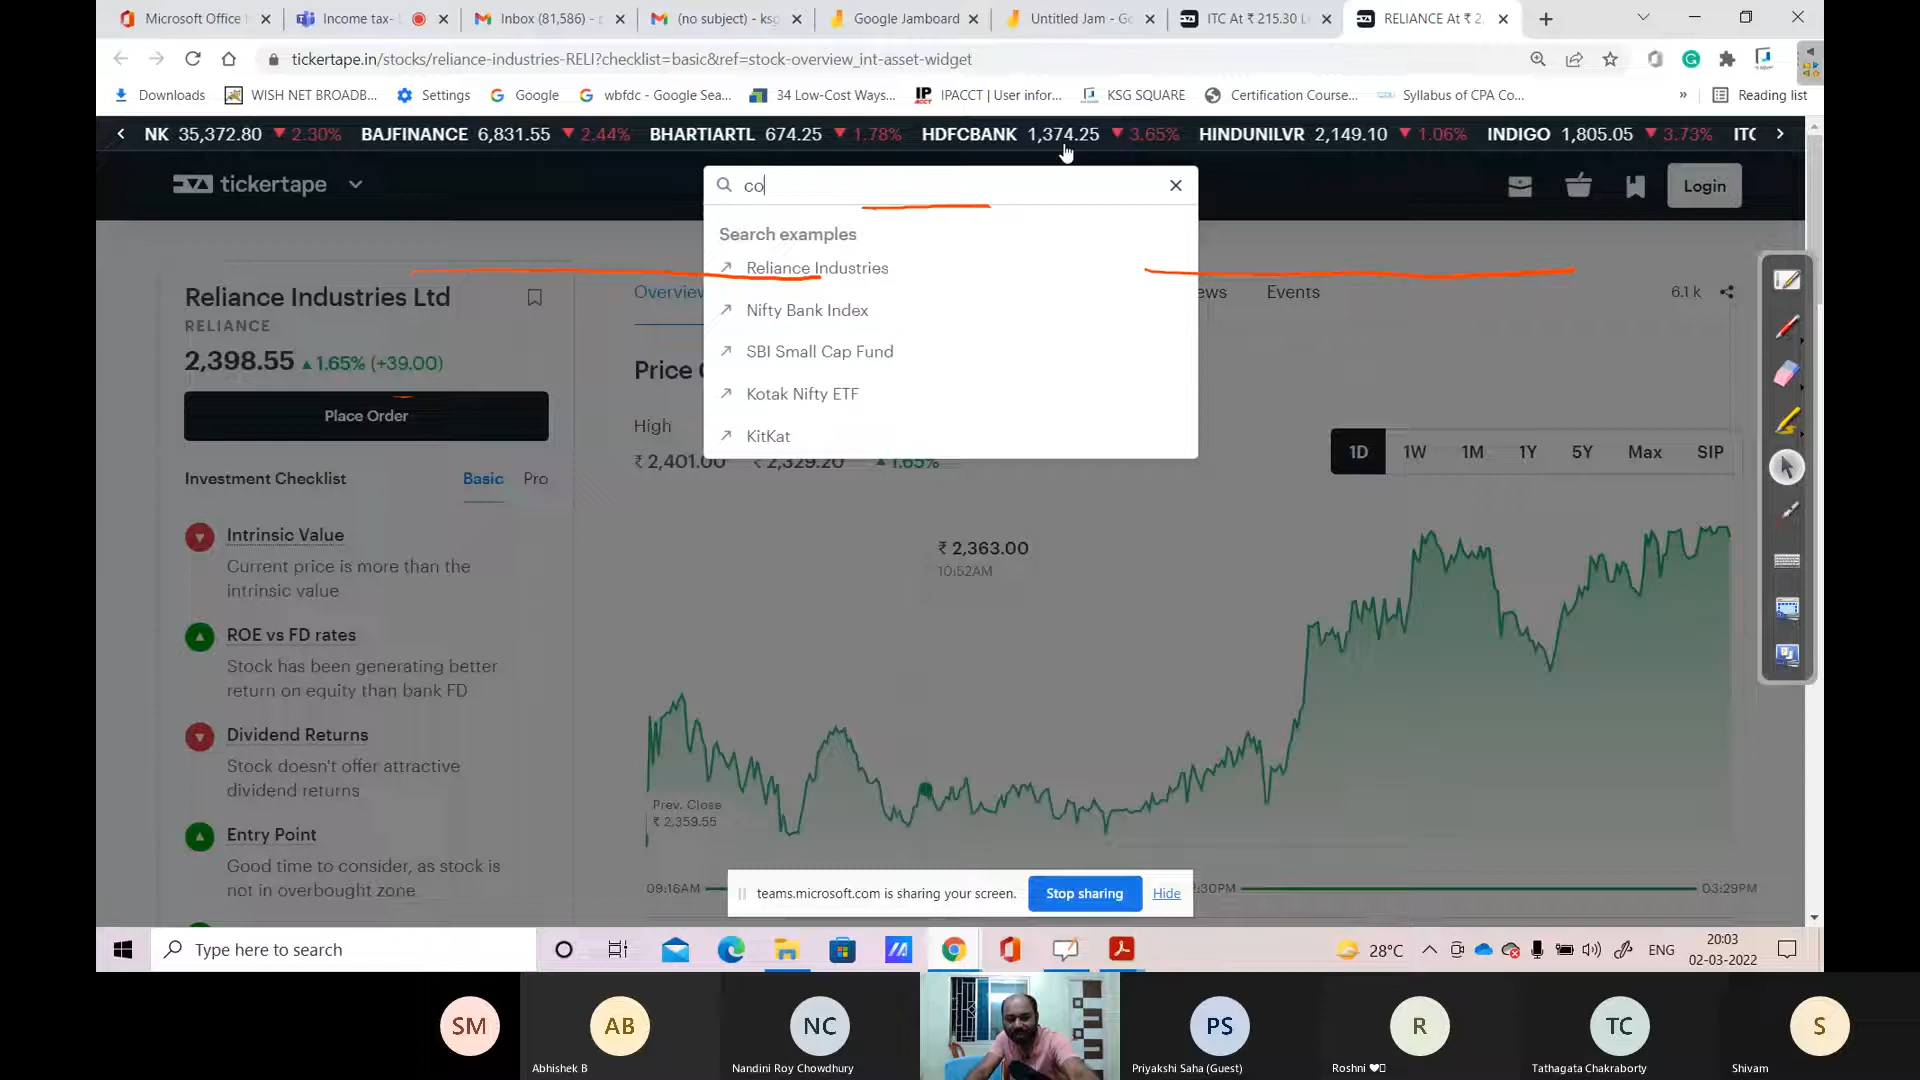 Microsoft Office
Income tax-
Inbox (81,586) -
(no subject) - ksg
Google Jamboard
Untitled Jam - Go
ITC At ₹ 215.30
RELIANCE At ₹ 2
tickertape.in/stocks/reliance-industries-RELI?checklist=basic&ref=stock-overview_int-asset-widget
Downloads
WISH NET BROADB...
Settings
Google
wbfdc - Google Sea...
34 Low-Cost Ways...
IPACCT | User infor...
KSG SQUARE
Certification Course...
Syllabus of CPA Co...
»
Reading list
NK 35,372.80 ▼ 2.30% BAJFINANCE 6,831.55 ▼ 2.44% BHARTIARTL 674.25 ▼ 1.78% HDFCBANK 1,374.25 ▼ 3.65% HINDUNILVR 2,149.10 ▼ 1.06% INDIGO 1,805.05 ▼ 3.73% ITC
tickertape
co
Login
Search examples
Reliance Industries
Nifty Bank Index
SBI Small Cap Fund
Kotak Nifty ETF
KitKat
Reliance Industries Ltd
RELIANCE
2,398.55 ▲ 1.65% (+39.00)
Place Order
Overview
ews
Events
6.1 k
Price
High
₹ 2,401.00 ₹ 2,329.20 ▲ 1.65%
1D 1W 1M 1Y 5Y Max SIP
Investment Checklist
Basic
Pro
Intrinsic Value
Current price is more than the
intrinsic value
ROE vs FD rates
Stock has been generating better
return on equity than bank FD
Dividend Returns
Stock doesn't offer attractive
dividend returns
Entry Point
Good time to consider, as stock is
not in overbought zone
₹ 2,363.00
10:52AM
Prev. Close
₹ 2,359.55
09:16AM
:30PM
03:29PM
teams.microsoft.com is sharing your screen.
Stop sharing
Hide
Type here to search
28°C
ENG
20:03
02-03-2022
SM
AB
NC
PS
R
TC
S
Abhishek B
Nandini Roy Chowdhury
Priyakshi Saha (Guest)
Roshni
Tathagata Chakraborty
Shivam